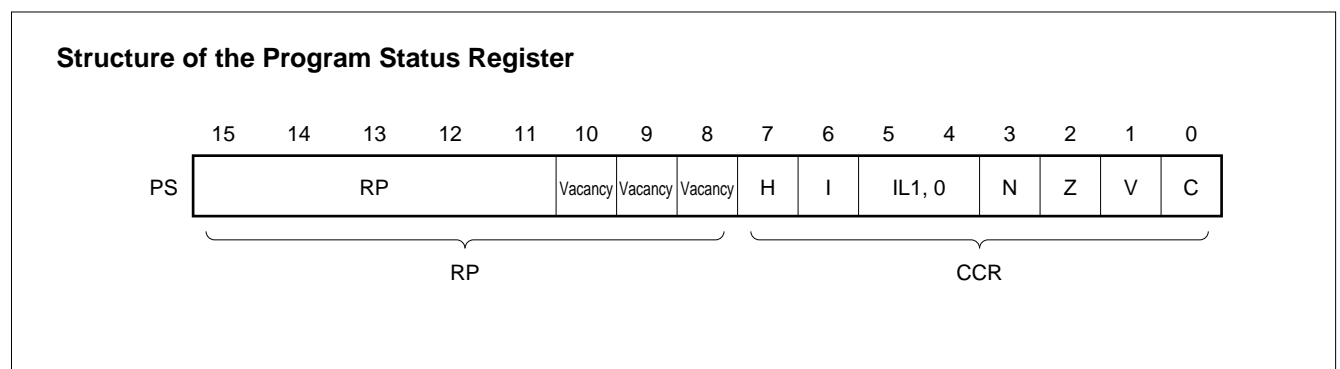 Structure of the Program Status Register
15 14 13 12 11 10 9 8 7 6 5 4 3 2 1 0
PS RP Vacancy Vacancy Vacancy H I IL1, 0 N Z V C
RP CCR